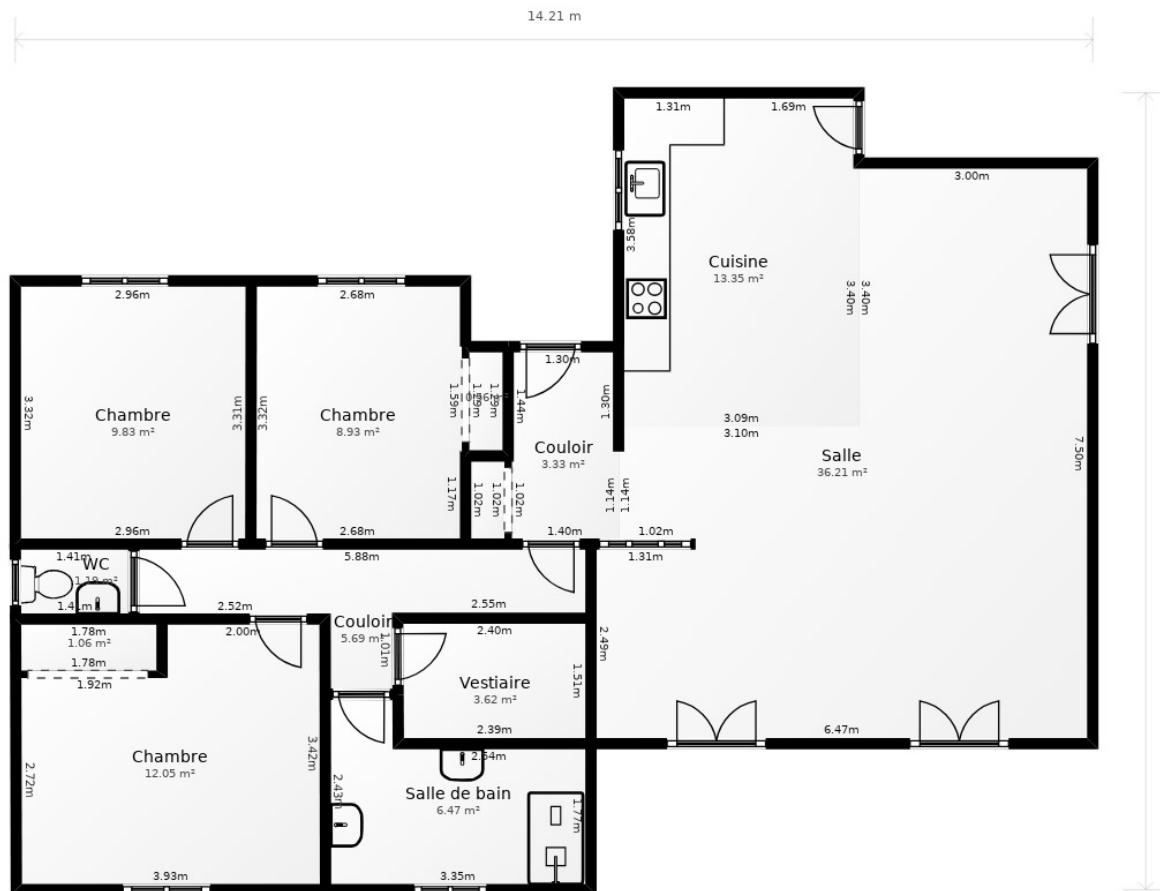 14.21 m
1.31m
1.69m
3.00m
3.58m
Cuisine
13.35 m²
3.40m
3.40m
2.96m
2.68m
1.30m
3.32m
Chambre
9.83 m²
3.31m
3.32m
Chambre
8.93 m²
1.59m
1.44m
1.30m
3.09m
3.10m
Couloir
3.33 m²
Salle
36.21 m²
7.50m
1.17m
1.02m
1.02m
1.02m
1.14m
1.14m
2.96m
2.68m
1.40m
1.02m
1.41m
WC
5.88m
1.31m
2.52m
2.55m
1.78m
1.06 m²
1.78m
1.92m
2.00m
Couloir
5.69 m²
1.01m
2.40m
2.49m
Vestiaire
3.62 m²
1.51m
2.39m
6.47m
Chambre
12.05 m²
3.42m
2.72m
2.54m
2.43m
Salle de bain
6.47 m²
1.77m
3.93m
3.35m